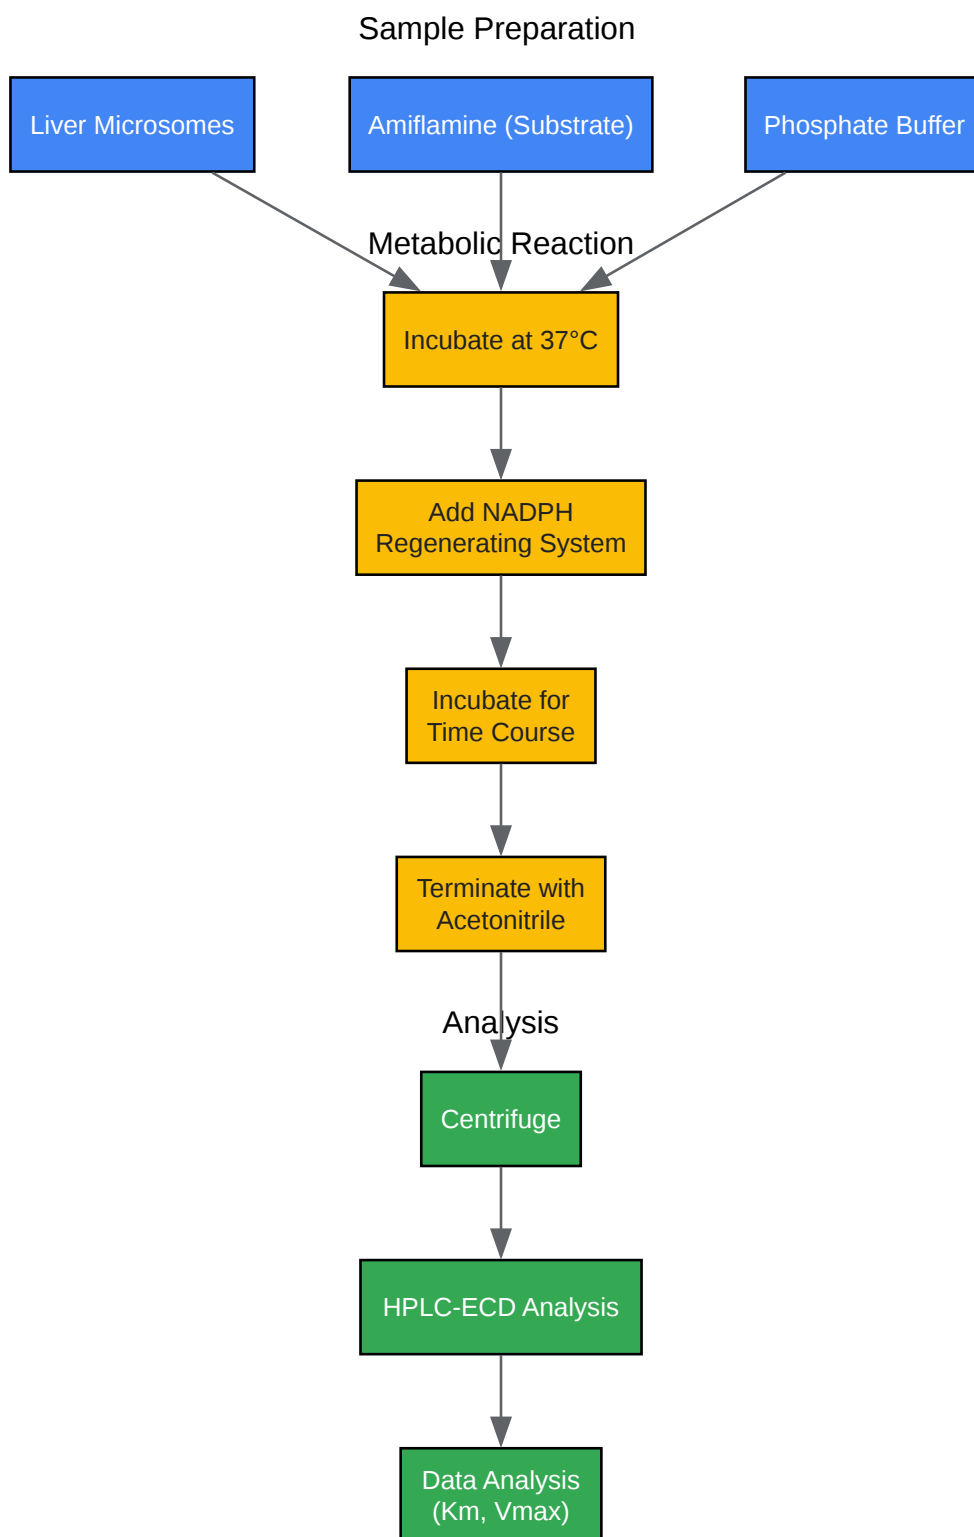 Sample Preparation
Liver Microsomes
Amiflamine (Substrate)
Phosphate Buffer
Metabolic Reaction
Incubate at 37°C
Add NADPH
Regenerating System
Incubate for
Time Course
Terminate with
Acetonitrile
Analysis
Centrifuge
HPLC-ECD Analysis
Data Analysis
(Km, Vmax)